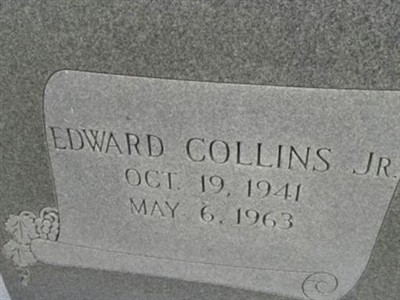 EDWARD COLLINS JR.
OCT. 19, 1941
MAY 6, 1963